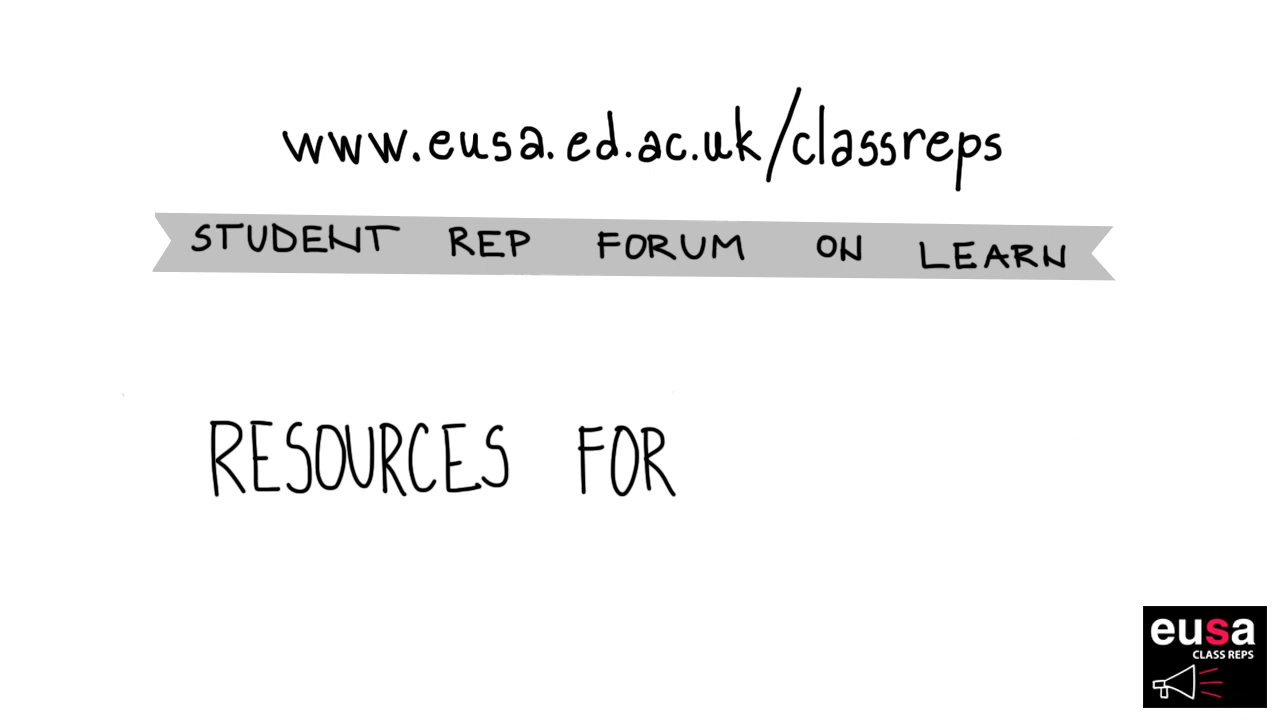 www.eusa.ed.ac.uk/classreps
STUDENT REP FORUM ON LEARN
RESOURCES FOR
eusa
CLASS REPS